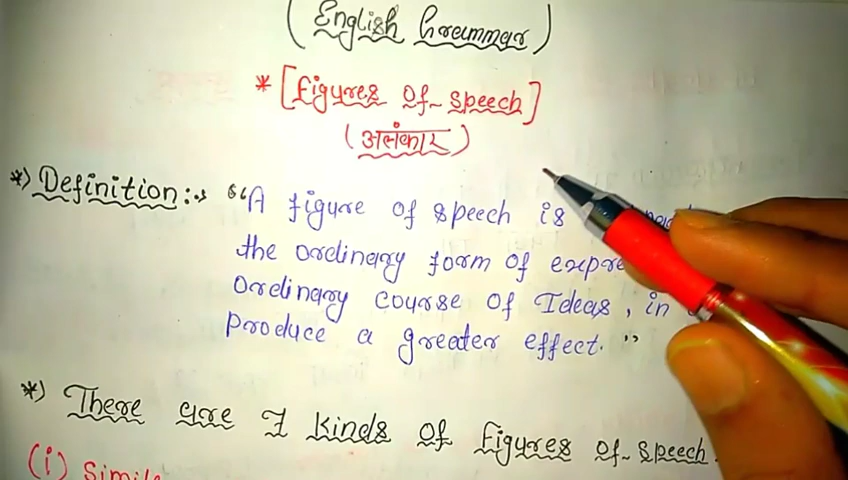 (English Grammar)
* [Figures of-speech]
(अलंकार)
*) Definition:- "A figure of speech is
the ordinary form of
ordinary course of Ideas, in
Produce a greater effect."
*) There are 7 Kinds of Figures of-speech.
(i) Simile